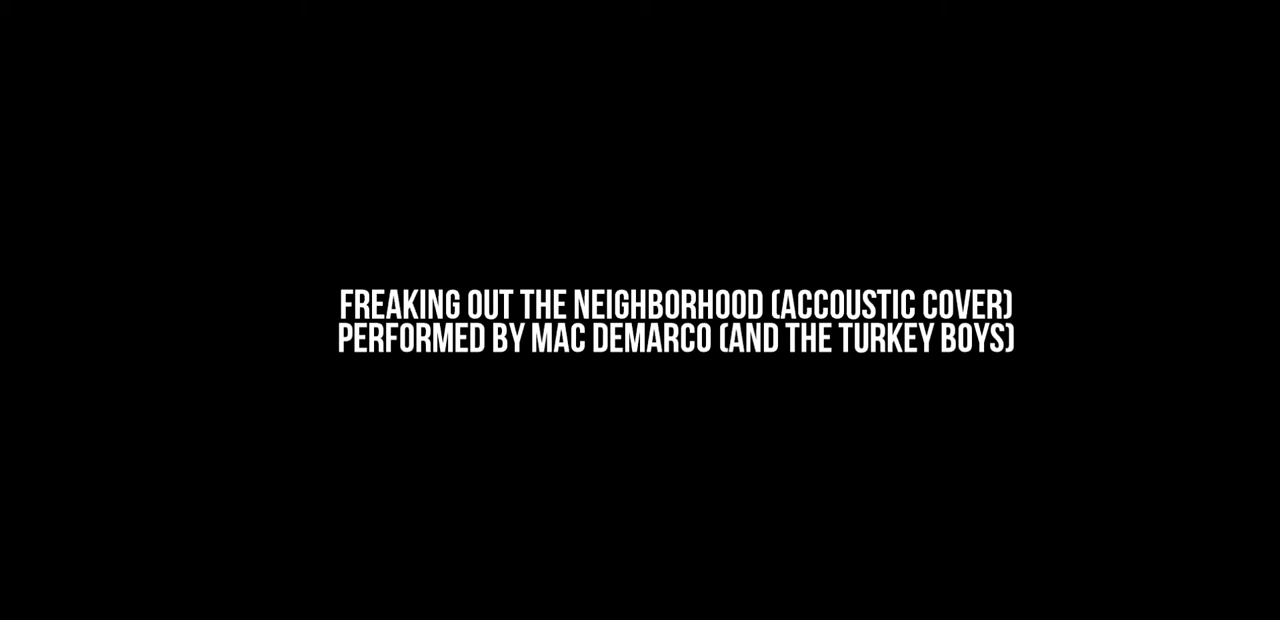 FREAKING OUT THE NEIGHBORHOOD (ACCOUSTIC COVER)
PERFORMED BY MAC DEMARCO (AND THE TURKEY BOYS)